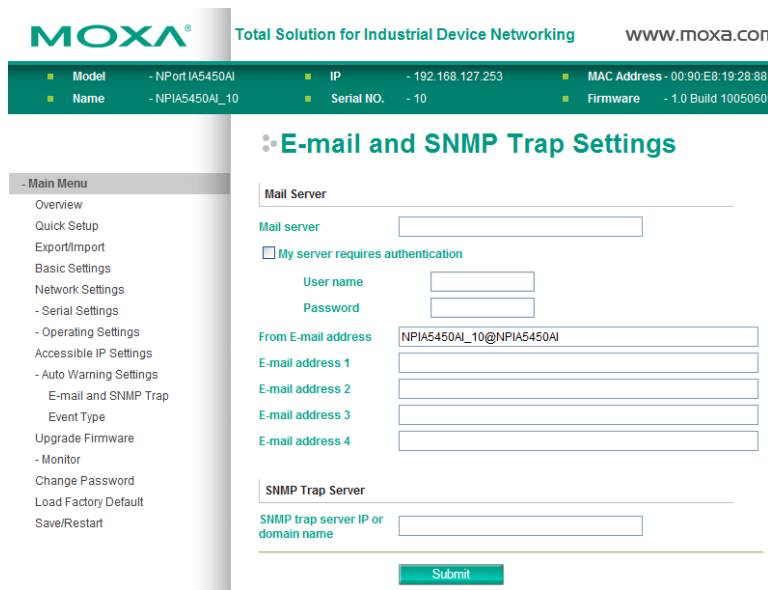 MOXA® Total Solution for Industrial Device Networking www.moxa.com
Model - NPort IA5450AI IP - 192.168.127.253 MAC Address - 00:90:E8:19:28:88
Name - NPIA5450AI_10 Serial NO. - 10 Firmware - 1.0 Build 1005060
E-mail and SNMP Trap Settings
- Main Menu
Overview
Quick Setup
Export/Import
Basic Settings
Network Settings
- Serial Settings
- Operating Settings
Accessible IP Settings
- Auto Warning Settings
E-mail and SNMP Trap
Event Type
Upgrade Firmware
- Monitor
Change Password
Load Factory Default
Save/Restart
Mail Server
Mail server
My server requires authentication
User name
Password
From E-mail address NPIA5450AI_10@NPIA5450AI
E-mail address 1
E-mail address 2
E-mail address 3
E-mail address 4
SNMP Trap Server
SNMP trap server IP or
domain name
Submit